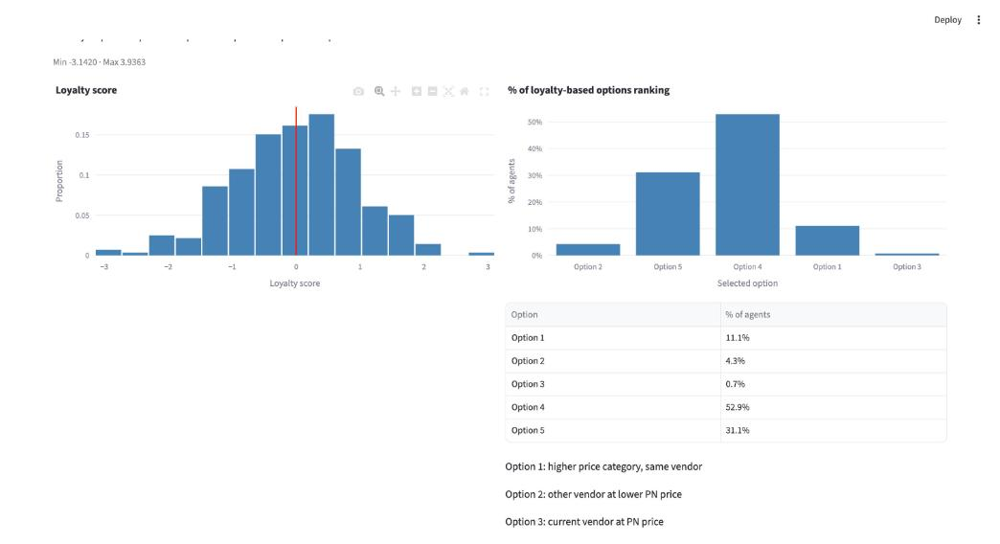 Deploy
Min -3.1420 · Max 3.9363
Loyalty score
0.15
0.1
0.05
0
Proportion
−3
−2
−1
0
1
2
3
Loyalty score
% of loyalty-based options ranking
50%
40%
30%
20%
10%
0%
% of agents
Option 2
Option 5
Option 4
Option 1
Option 3
Selected option
Option % of agents
Option 1 11.1%
Option 2 4.3%
Option 3 0.7%
Option 4 52.9%
Option 5 31.1%
Option 1: higher price category, same vendor
Option 2: other vendor at lower PN price
Option 3: current vendor at PN price